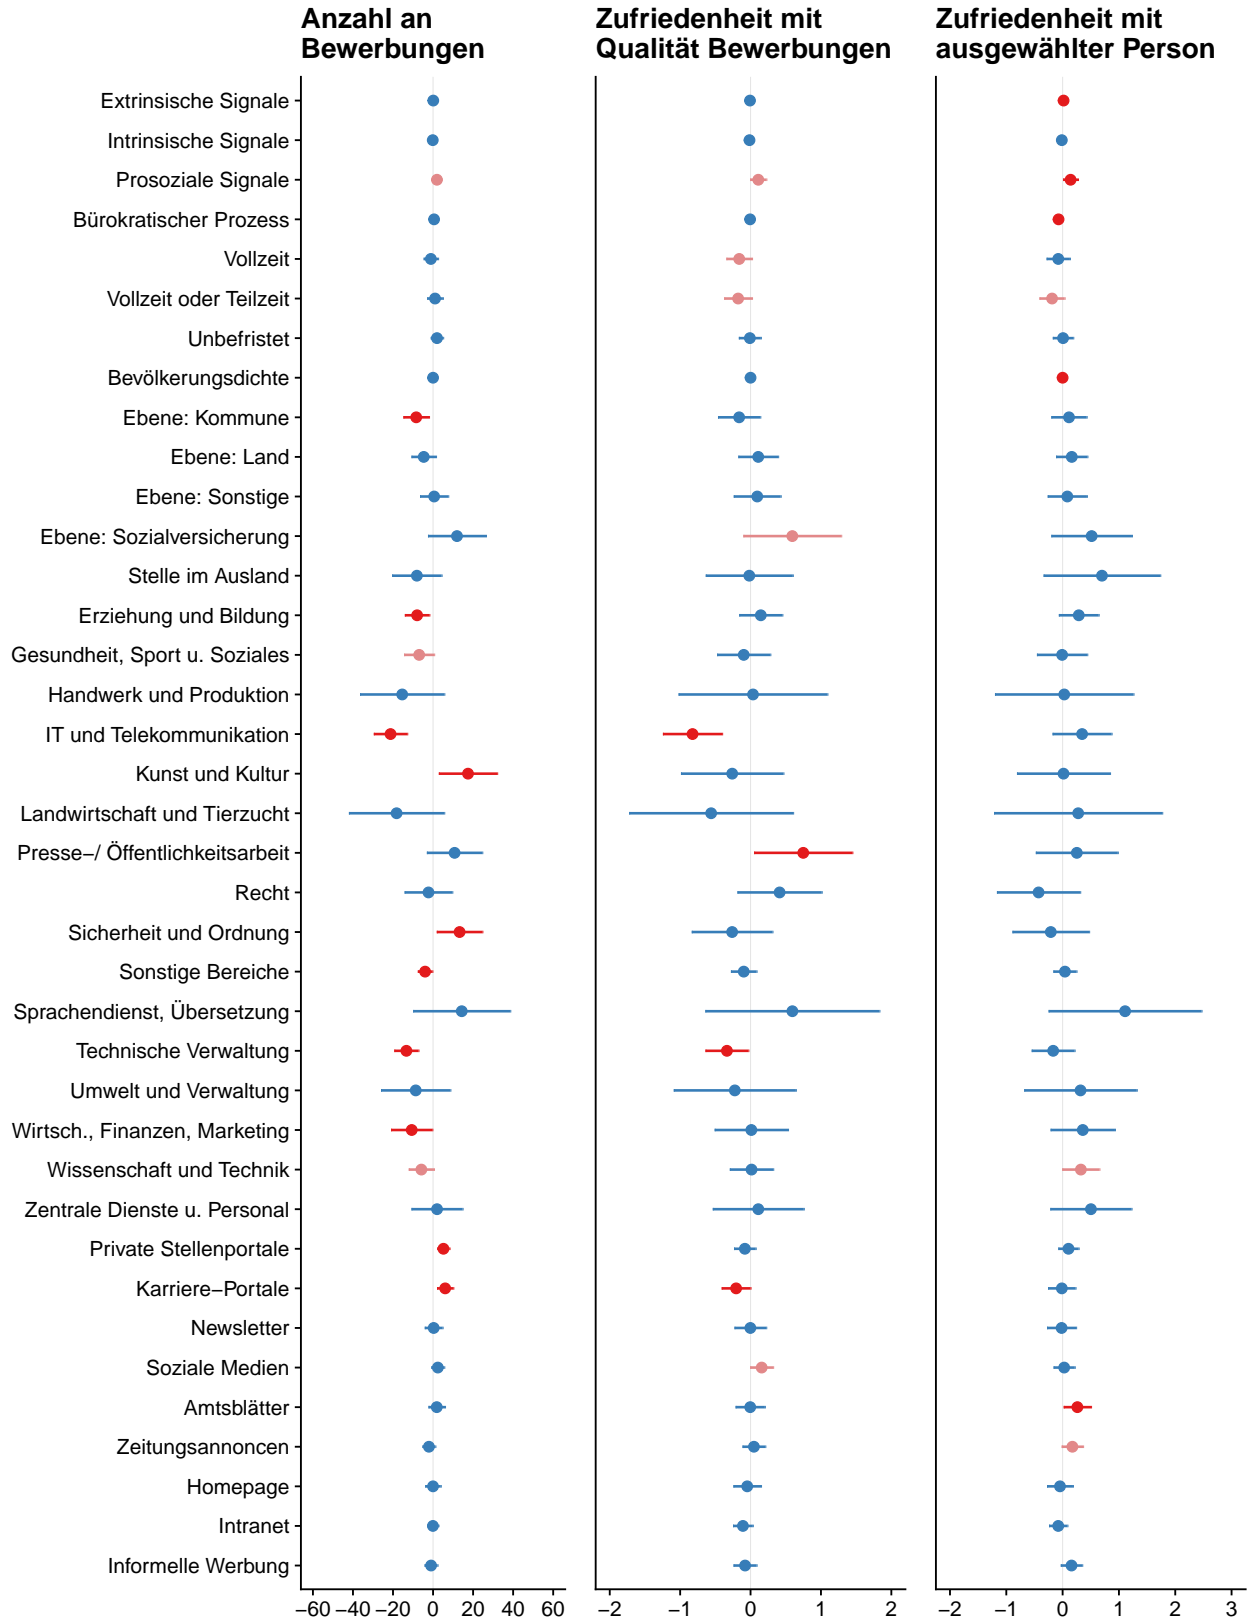 Anzahl an
Bewerbungen
Zufriedenheit mit
Qualität Bewerbungen
Zufriedenheit mit
ausgewählter Person
Extrinsische Signale
Intrinsische Signale
Prosoziale Signale
Bürokratischer Prozess
Vollzeit
Vollzeit oder Teilzeit
Unbefristet
Bevölkerungsdichte
Ebene: Kommune
Ebene: Land
Ebene: Sonstige
Ebene: Sozialversicherung
Stelle im Ausland
Erziehung und Bildung
Gesundheit, Sport u. Soziales
Handwerk und Produktion
IT und Telekommunikation
Kunst und Kultur
Landwirtschaft und Tierzucht
Presse−/ Öffentlichkeitsarbeit
Recht
Sicherheit und Ordnung
Sonstige Bereiche
Sprachendienst, Übersetzung
Technische Verwaltung
Umwelt und Verwaltung
Wirtsch., Finanzen, Marketing
Wissenschaft und Technik
Zentrale Dienste u. Personal
Private Stellenportale
Karriere−Portale
Newsletter
Soziale Medien
Amtsblätter
Zeitungsannoncen
Homepage
Intranet
Informelle Werbung
−60 −40 −20 0 20 40 60
−2 −1 0 1 2
−2 −1 0 1 2 3